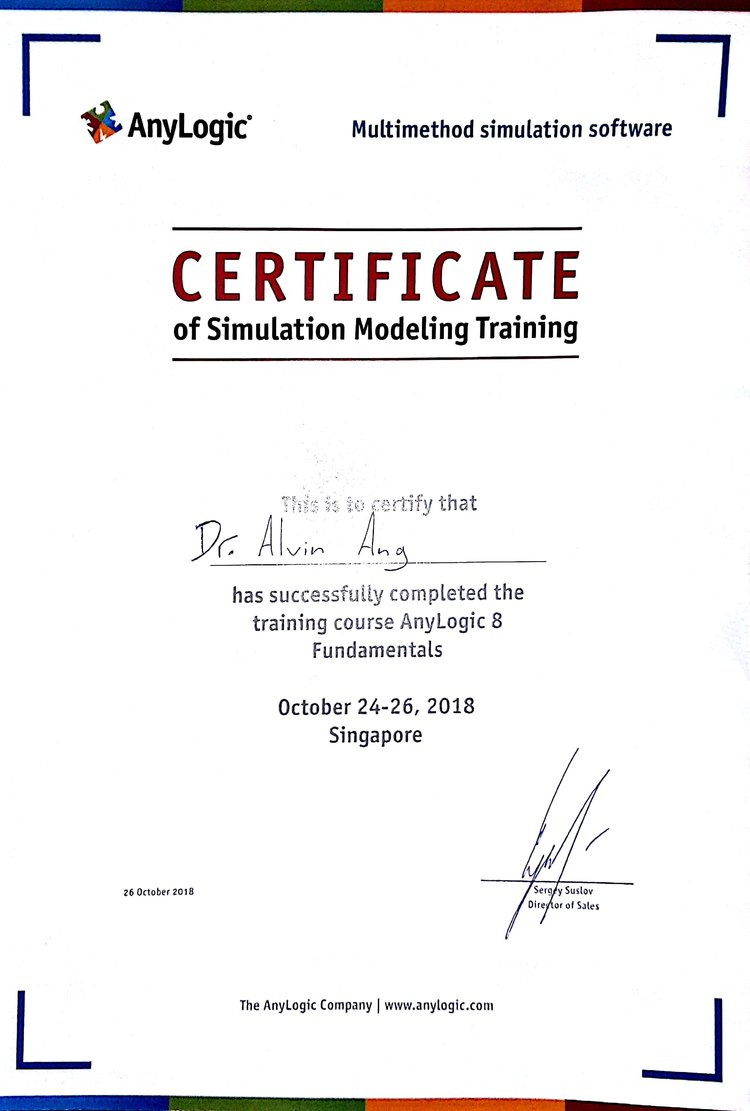 AnyLogic®
Multimethod simulation software
CERTIFICATE
of Simulation Modeling Training
This is to certify that
Dr. Alvin Ang
has successfully completed the
training course AnyLogic 8
Fundamentals
October 24-26, 2018
Singapore
26 October 2018
Sergey Suslov
Director of Sales
The AnyLogic Company | www.anylogic.com